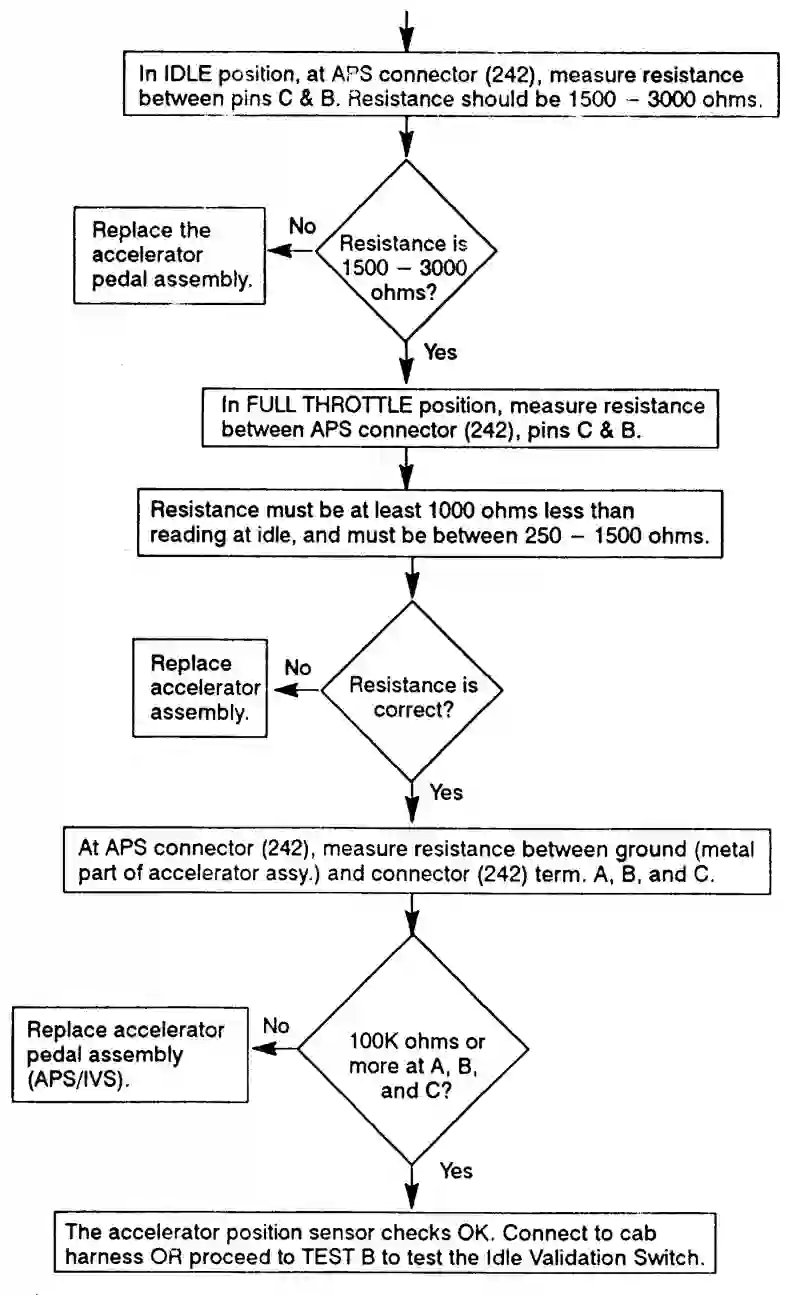 In IDLE position, at APS connector (242), measure resistance
between pins C & B. Resistance should be 1500 – 3000 ohms.
Replace the
accelerator
pedal assembly.
No
Resistance is
1500 – 3000
ohms?
Yes
In FULL THROTTLE position, measure resistance
between APS connector (242), pins C & B.
Resistance must be at least 1000 ohms less than
reading at idle, and must be between 250 – 1500 ohms.
Replace
accelerator
assembly.
No
Resistance is
correct?
Yes
At APS connector (242), measure resistance between ground (metal
part of accelerator assy.) and connector (242) term. A, B, and C.
Replace accelerator
pedal assembly
(APS/IVS).
No
100K ohms or
more at A, B,
and C?
Yes
The accelerator position sensor checks OK. Connect to cab
harness OR proceed to TEST B to test the Idle Validation Switch.